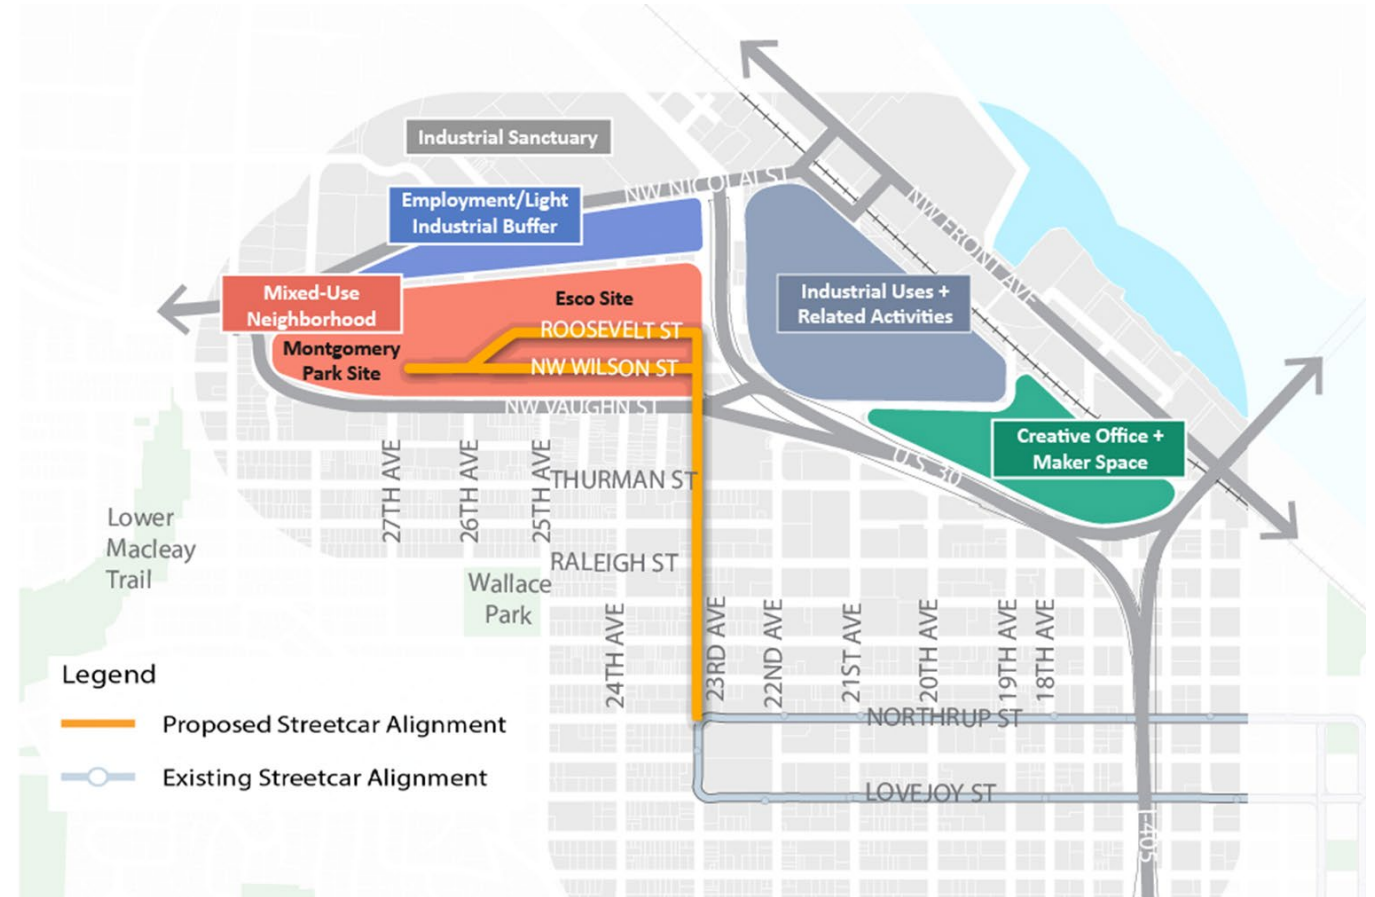 Industrial Sanctuary
Employment/Light
Industrial Buffer
NW NICOLAI ST
NW FRONT AVE
Mixed-Use
Neighborhood
Esco Site
Industrial Uses +
Related Activities
ROOSEVELT ST
Montgomery
Park Site
NW WILSON ST
NW VAUGHN ST
Creative Office +
Maker Space
U.S. 30
27TH AVE
26TH AVE
25TH AVE
THURMAN ST
Lower
Macleay
Trail
RALEIGH ST
Wallace
Park
24TH AVE
23RD AVE
22ND AVE
21ST AVE
20TH AVE
19TH AVE
18TH AVE
NORTHRUP ST
LOVEJOY ST
I-405
Legend
Proposed Streetcar Alignment
Existing Streetcar Alignment